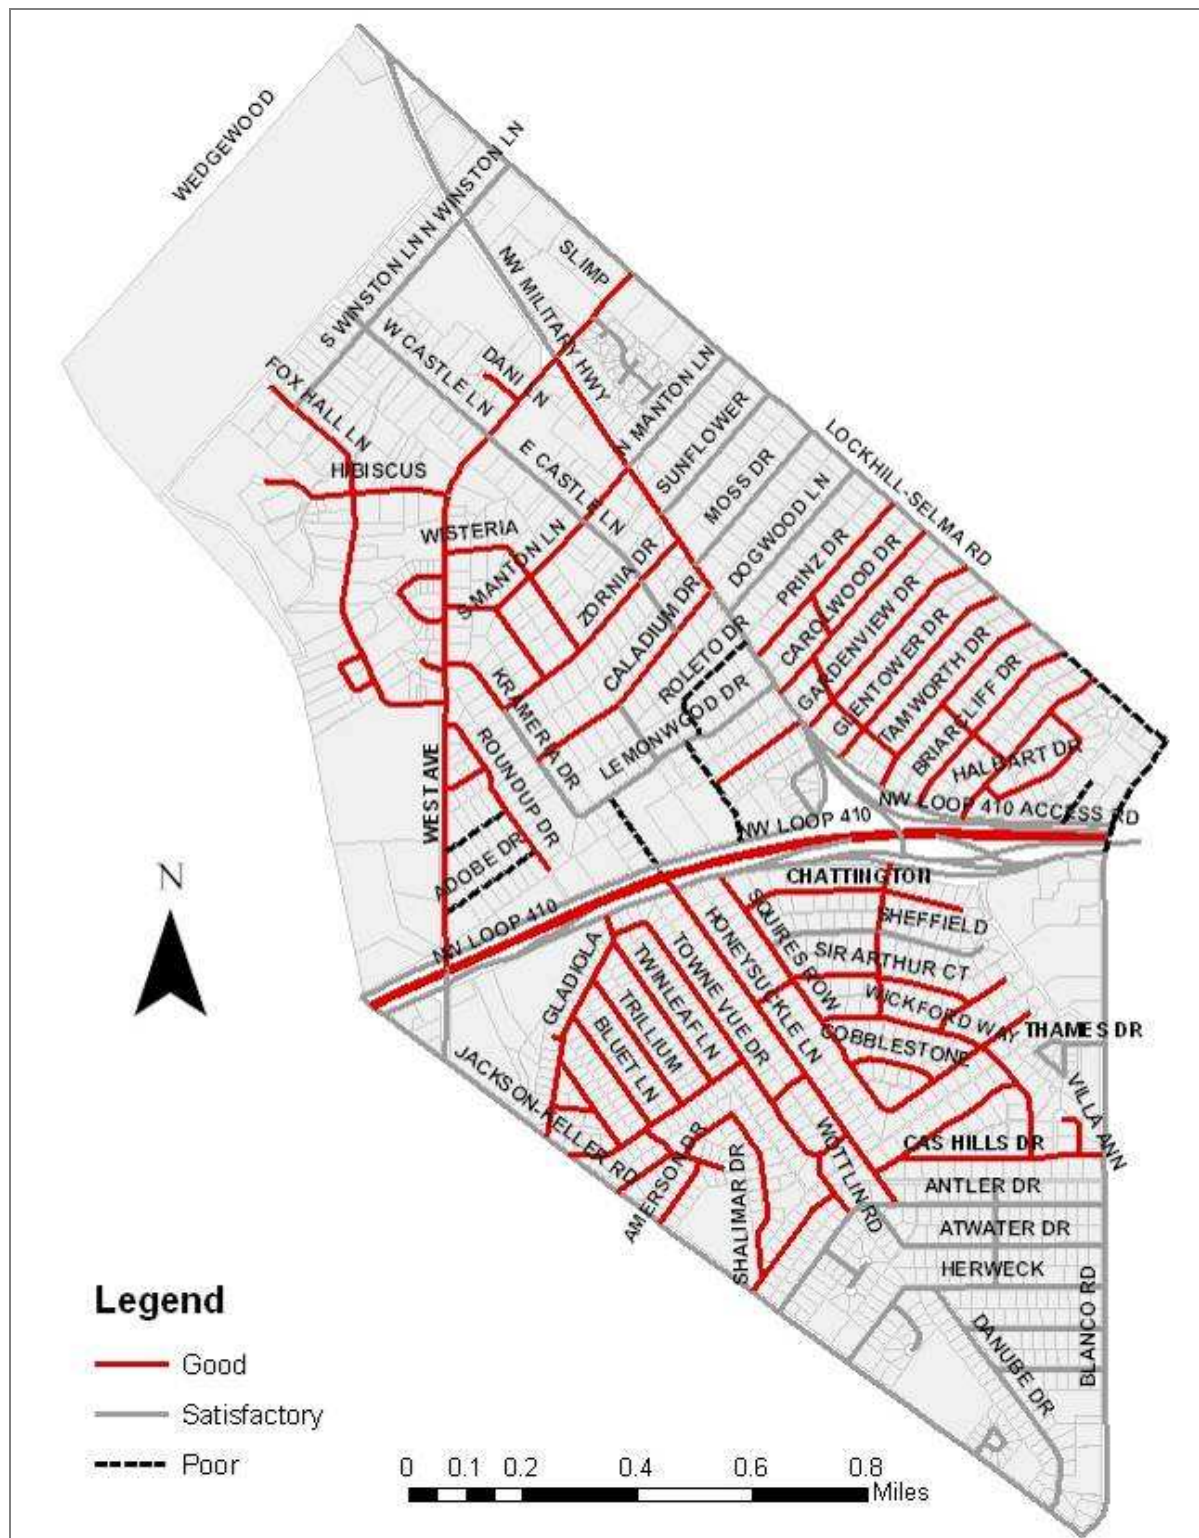 WEDGEWOOD
N WINSTON LN
S WINSTON LN
SLIMP
NW MILITARY HWY
W CASTLE LN
DANI LN
FOX HALL LN
N MANTON LN
SUNFLOWER
LOCKHILL-SELMA RD
HIBISCUS
E CASTLE LN
MOSS DR
DOGWOOD LN
WISTERIA
S MANTON LN
ZORNIA DR
PRINZ DR
CAROLWOOD DR
CALADIUM DR
GARDENVIEW DR
ROLETO DR
GLENTOWER DR
TAMWORTH DR
KRAMERIA DR
LEMONWOOD DR
BRIARCLIFF DR
HALBART DR
ROUNDUP DR
WEST AVE
NW LOOP 410 ACCESS RD
NW LOOP 410
ADOBE DR
CHATTINGTON
N
NW LOOP 410
SQUIRES ROW
SHEFFIELD
HONEYSUCKLE LN
SIR ARTHUR CT
GLADIOLA
TOWNE VUE DR
TWINLEAF LN
TRILLIUM
BLUET LN
WICKFORD WAY
COBBLESTONE
THAMES DR
JACKSON-KELLER RD
VILLA ANN
CAS HILLS DR
WOTTLIN RD
AMERSON DR
SHALIMAR DR
ANTLER DR
ATWATER DR
HERWECK
BLANCO RD
DANUBE DR
Legend
Good
Satisfactory
Poor
0 0.1 0.2 0.4 0.6 0.8
Miles